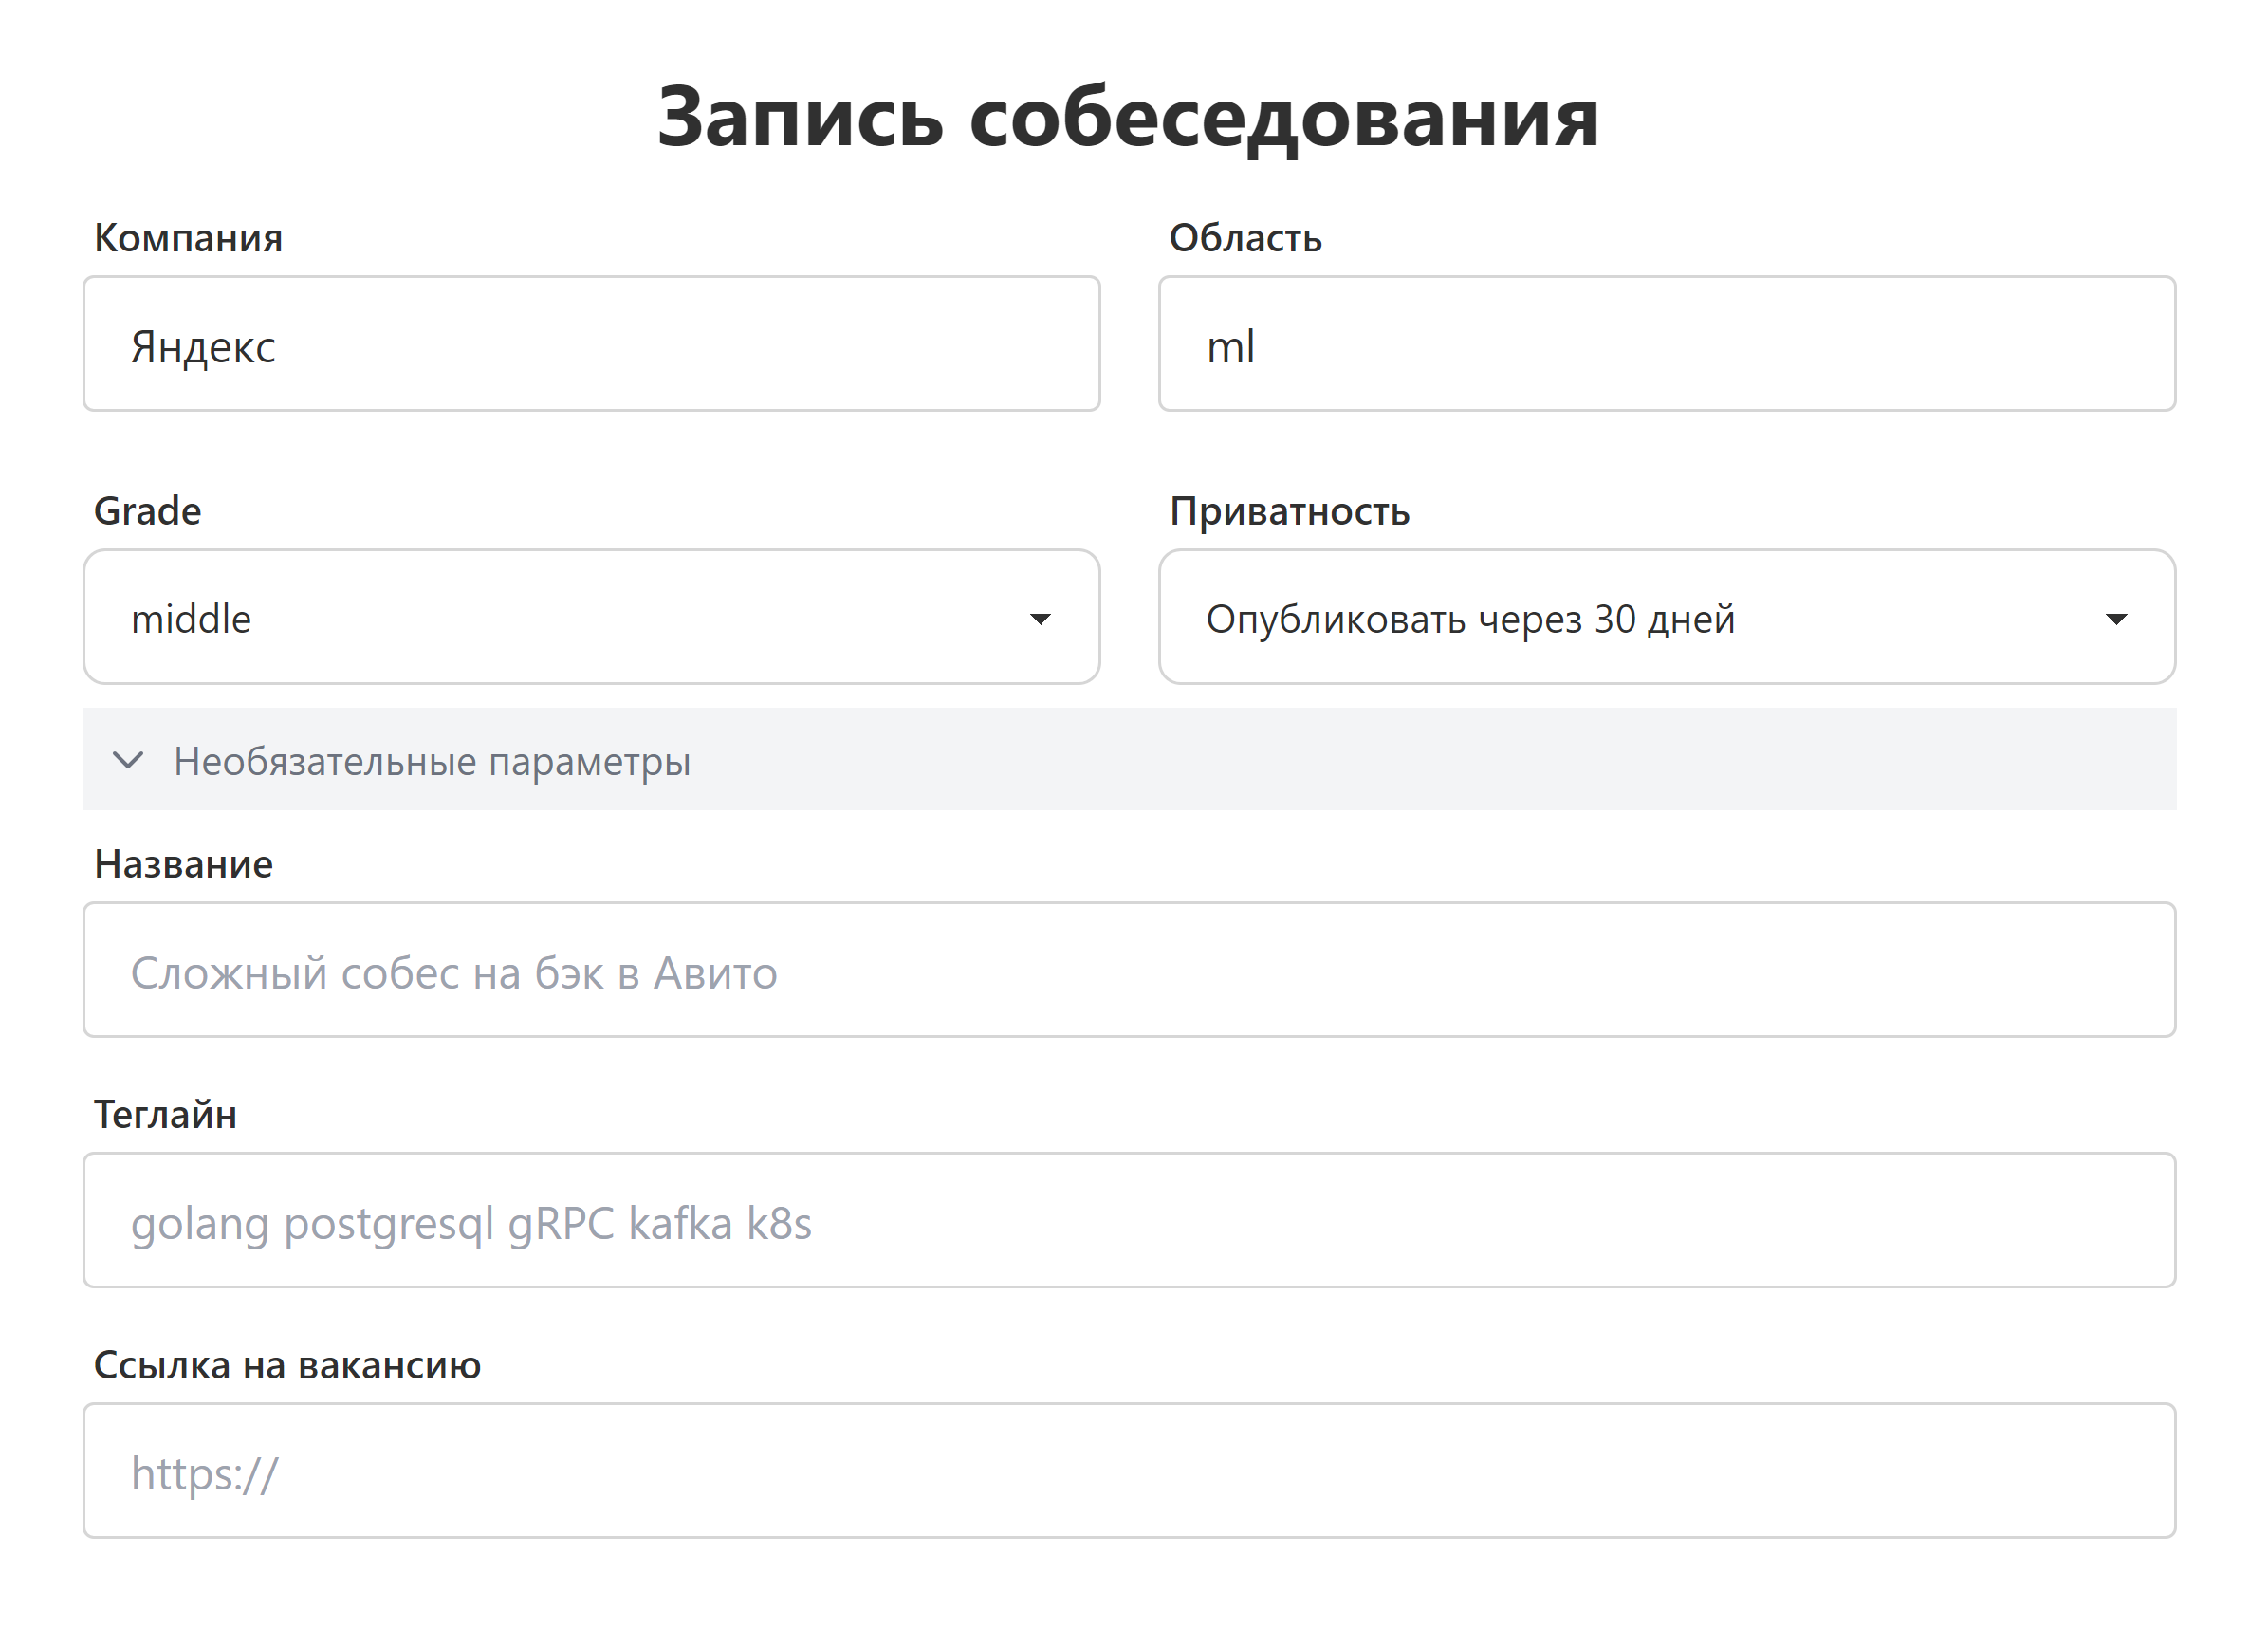 Запись собеседования
Компания
Область
Яндекс
ml
Grade
Приватность
middle
Опубликовать через 30 дней
Необязательные параметры
Название
Сложный собес на бэк в Авито
Теглайн
golang postgresql gRPC kafka k8s
Ссылка на вакансию
https://